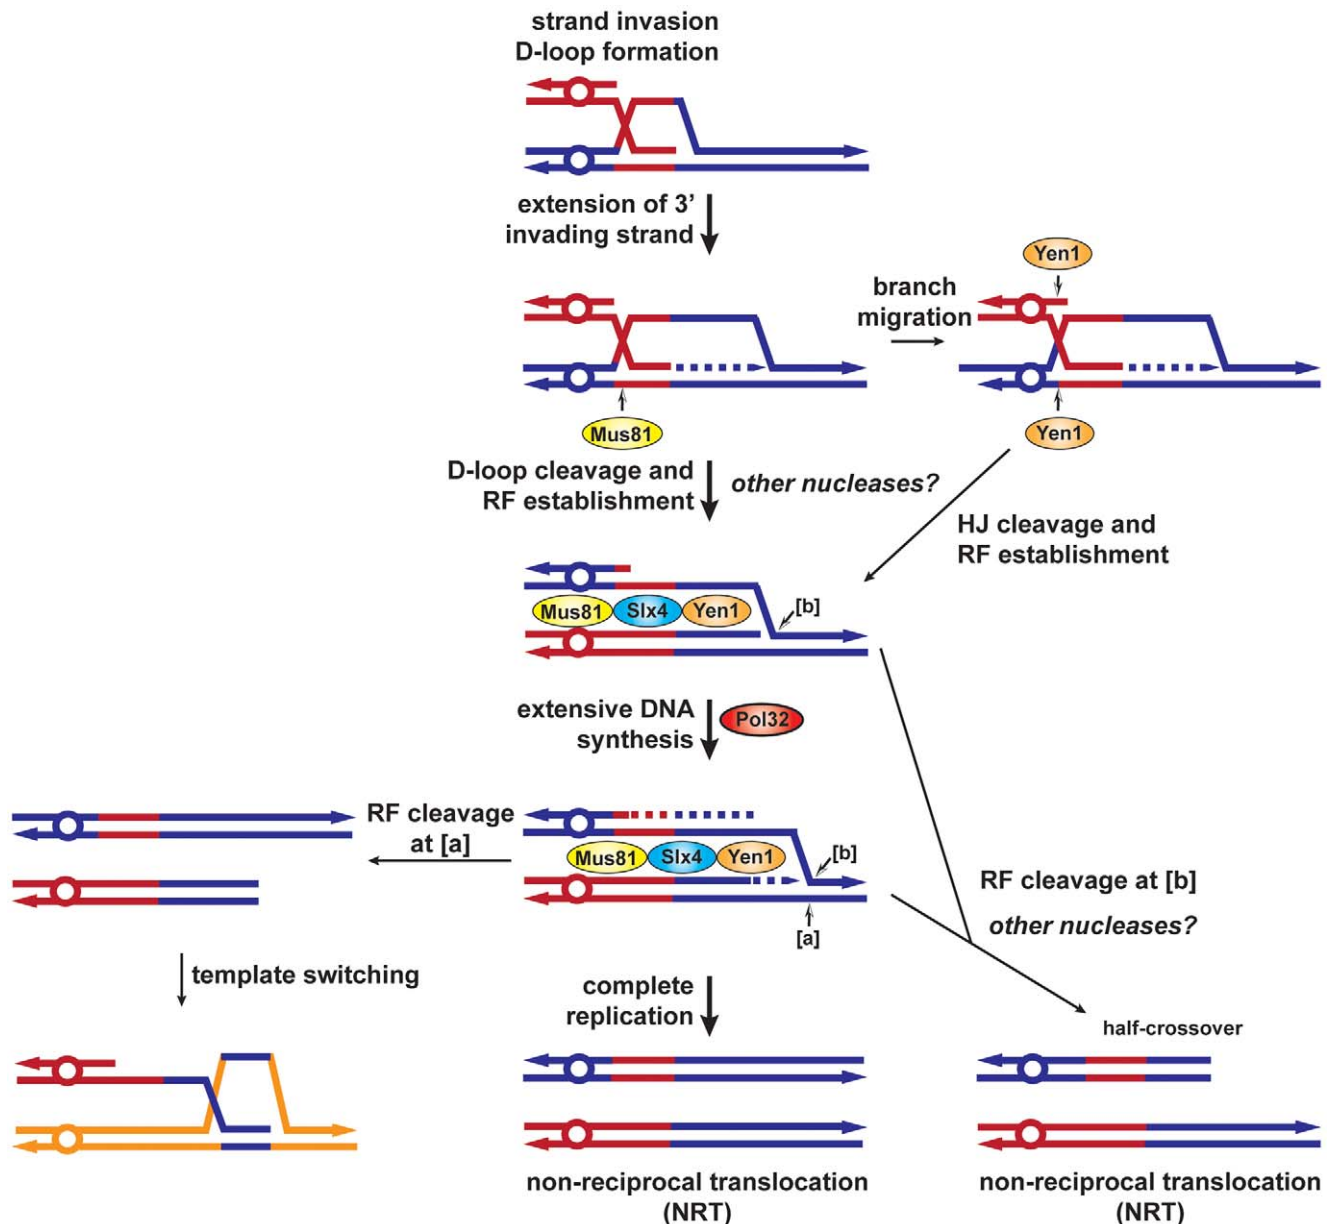 strand invasion
D-loop formation
extension of 3’
invading strand
Yen1
branch
migration
Mus81
Yen1
D-loop cleavage and
RF establishment
other nucleases?
HJ cleavage and
RF establishment
Mus81
Slx4
Yen1
[b]
extensive DNA
synthesis
Pol32
RF cleavage
at [a]
Mus81
Slx4
Yen1
[b]
[a]
RF cleavage at [b]
other nucleases?
template switching
complete
replication
half-crossover
non-reciprocal translocation
(NRT)
non-reciprocal translocation
(NRT)